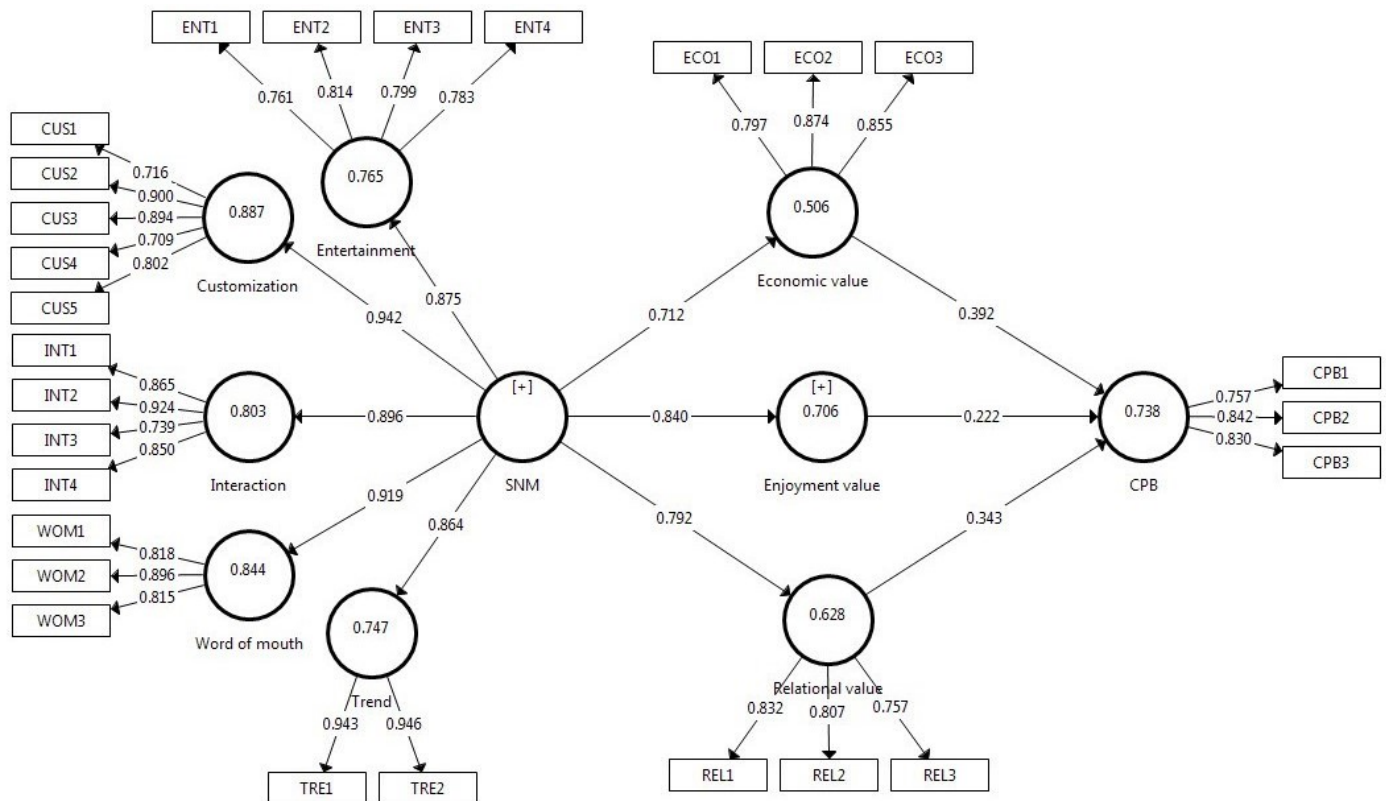 ENT1
ENT2
ENT3
ENT4
0.761
0.814
0.799
0.783
0.765
Entertainment
CUS1
CUS2
CUS3
CUS4
CUS5
0.716
0.900
0.894
0.709
0.802
0.887
Customization
INT1
INT2
INT3
INT4
0.865
0.924
0.739
0.850
0.803
Interaction
WOM1
WOM2
WOM3
0.818
0.896
0.815
0.844
Word of mouth
0.747
Trend
0.943
0.946
TRE1
TRE2
0.875
0.942
0.896
0.919
0.864
[+]
SNM
0.712
0.840
0.792
ECO1
ECO2
ECO3
0.797
0.874
0.855
0.506
Economic value
[+]
0.706
Enjoyment value
0.628
Relational value
0.832
0.807
0.757
REL1
REL2
REL3
0.392
0.222
0.343
0.738
CPB
0.757
0.842
0.830
CPB1
CPB2
CPB3